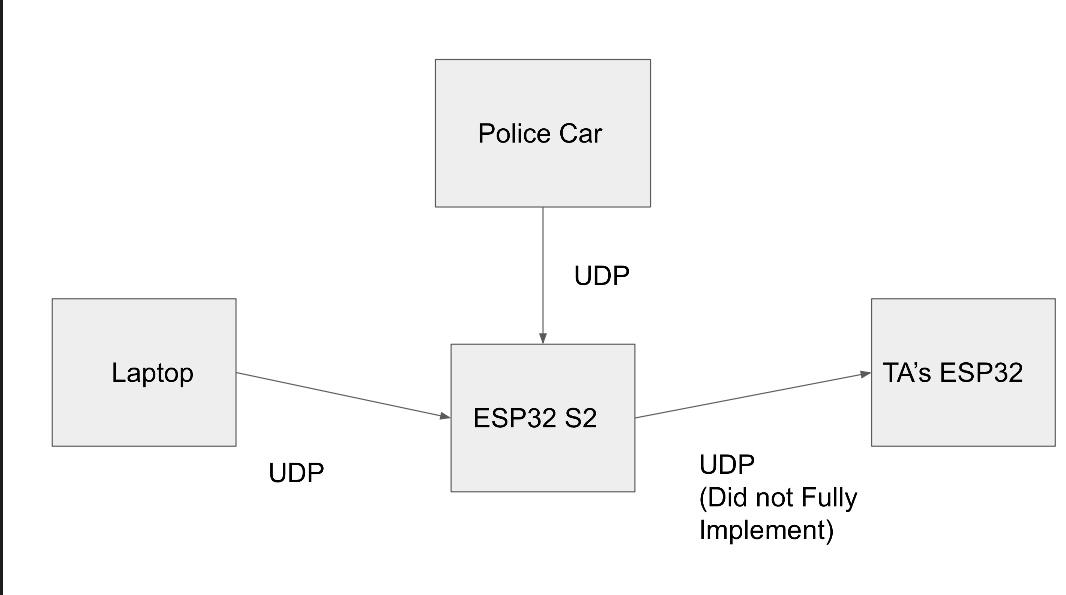 Police Car
UDP
Laptop
ESP32 S2
TA's ESP32
UDP
UDP
(Did not Fully
Implement)